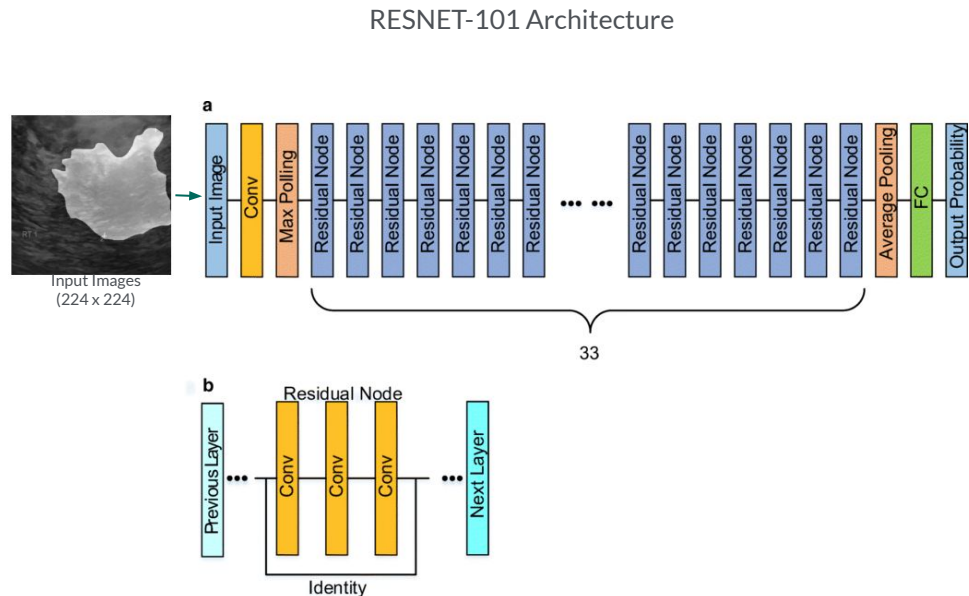 RESNET-101 Architecture
a
Input Image
Conv
Max Polling
Residual Node
Residual Node
Residual Node
Residual Node
Residual Node
Residual Node
Residual Node
••• •••
Residual Node
Residual Node
Residual Node
Residual Node
Residual Node
Residual Node
Residual Node
Average Pooling
FC
Output Probability
RT
Input Images
(224 x 224)
33
b
Residual Node
Previous Layer
•••
Conv
Conv
Conv
•••
Next Layer
Identity